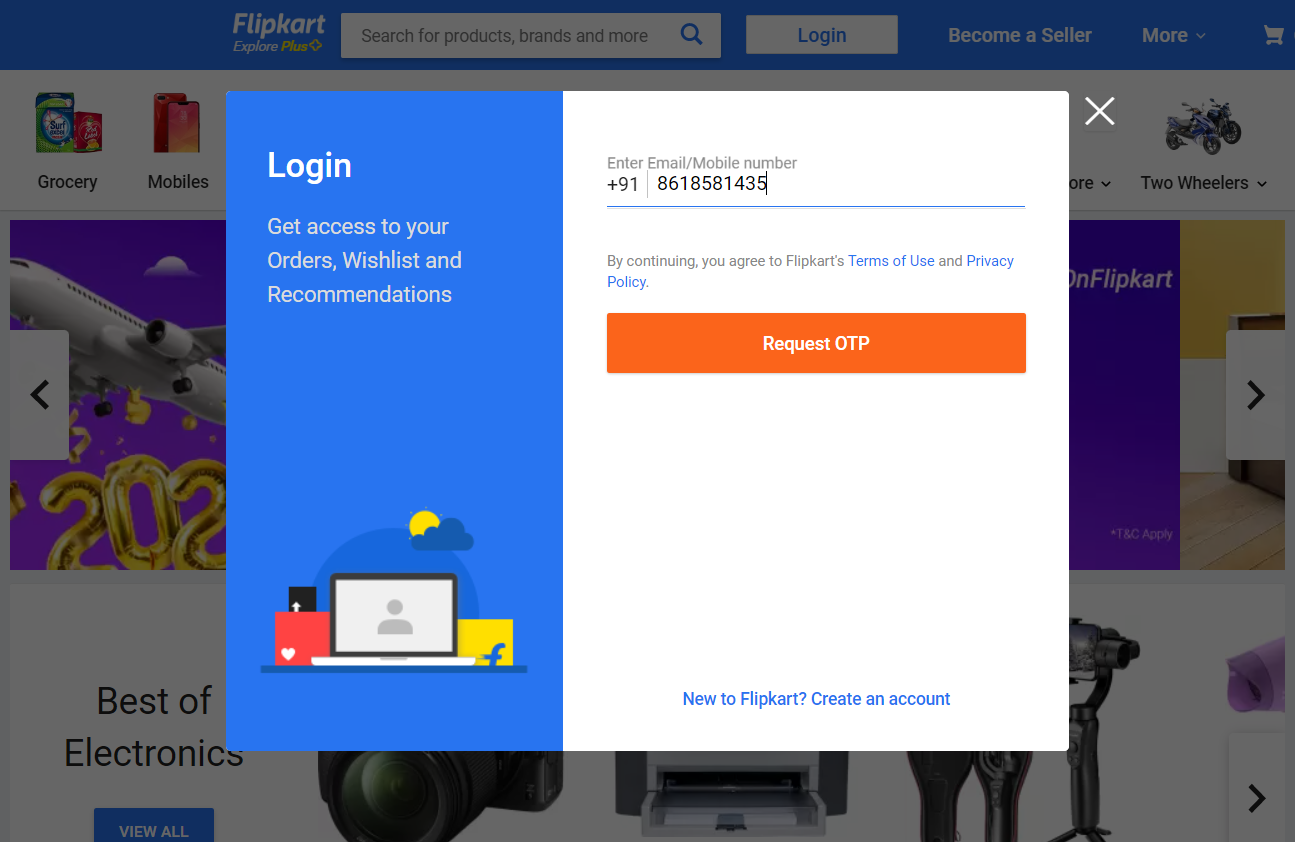 Flipkart
Explore Plus
Search for products, brands and more
Login
Become a Seller
More
Grocery
Mobiles
ore
Two Wheelers
Login
Get access to your
Orders, Wishlist and
Recommendations
Enter Email/Mobile number
+91 8618581435
By continuing, you agree to Flipkart's Terms of Use and Privacy
Policy.
Request OTP
New to Flipkart? Create an account
OnFlipkart
*T&C Apply
202
Best of
Electronics
VIEW ALL
Surf
excel